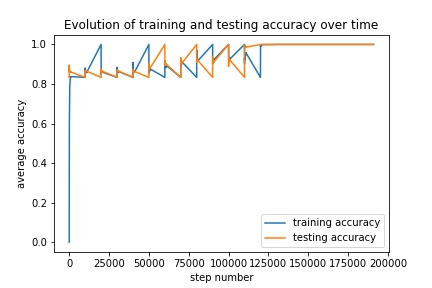 Evolution of training and testing accuracy over time
1.0
0.8
0.6
0.4
0.2
0.0
average accuracy
training accuracy
testing accuracy
0 25000 50000 75000 100000 125000 150000 175000 200000
step number